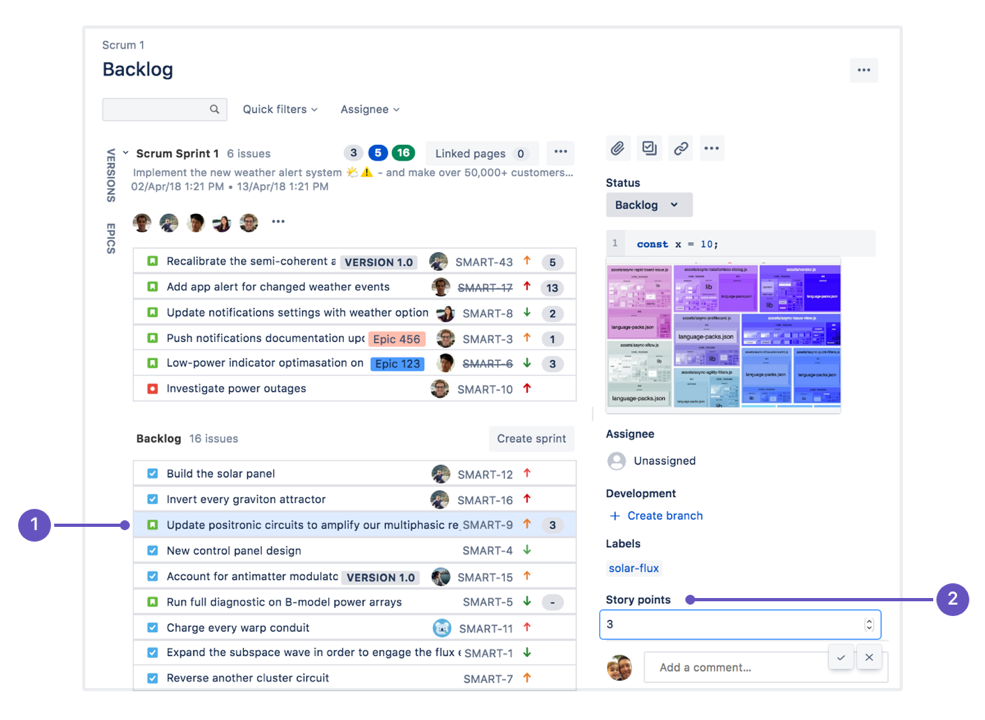 Scrum 1
Backlog
Quick filters
Assignee
VERSIONS
EPICS
Scrum Sprint 1 6 issues 3 5 16 Linked pages 0
Implement the new weather alert system - and make over 50,000+ customers...
02/Apr/18 1:21 PM • 13/Apr/18 1:21 PM
Recalibrate the semi-coherent VERSION 1.0 SMART-43 5
Add app alert for changed weather events SMART-17 13
Update notifications settings with weather option SMART-8 2
Push notifications documentation Epic 456 SMART-3 1
Low-power indicator optimasation on Epic 123 SMART-6 3
Investigate power outages SMART-10
Backlog 16 issues Create sprint
Build the solar panel SMART-12
Invert every graviton attractor SMART-16
1
Update positronic circuits to amplify our multiphasic SMART-9 3
New control panel design SMART-4
Account for antimatter VERSION 1.0 SMART-15
Run full diagnostic on B-model power arrays SMART-5 -
Charge every warp conduit SMART-11
Expand the subspace wave in order to engage the flux SMART-1
Reverse another cluster circuit SMART-7
Status
Backlog
1 const x = 10;
lib
language-packs.json
language-packs.json
language-packs.json
language-packs.json
lib
language-packs.json
language-packs.json
lib
Assignee
Unassigned
Development
+ Create branch
Labels
solar-flux
Story points
2
3
Add a comment...